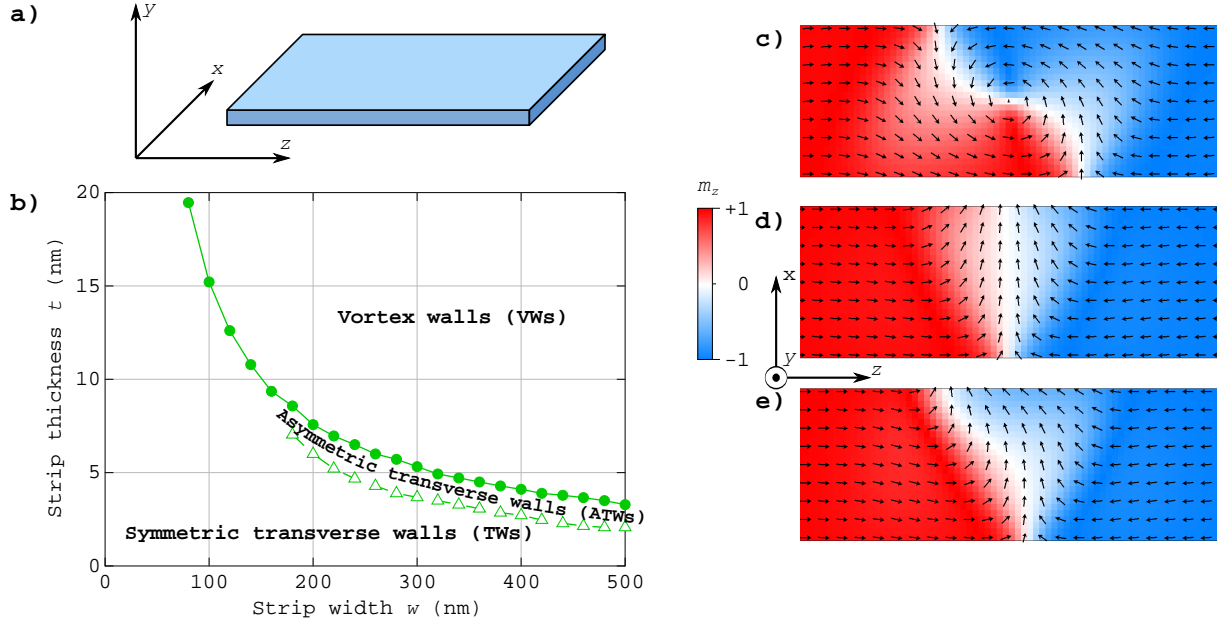 a)
y
x
z
b)
Strip thickness t (nm)
20
15
10
5
0
0 100 200 300 400 500
Strip width w (nm)
Vortex walls (VWs)
Asymmetric transverse walls (ATWs)
Symmetric transverse walls (TWs)
m_z
+1
0
−1
x
y
z
c)
d)
e)